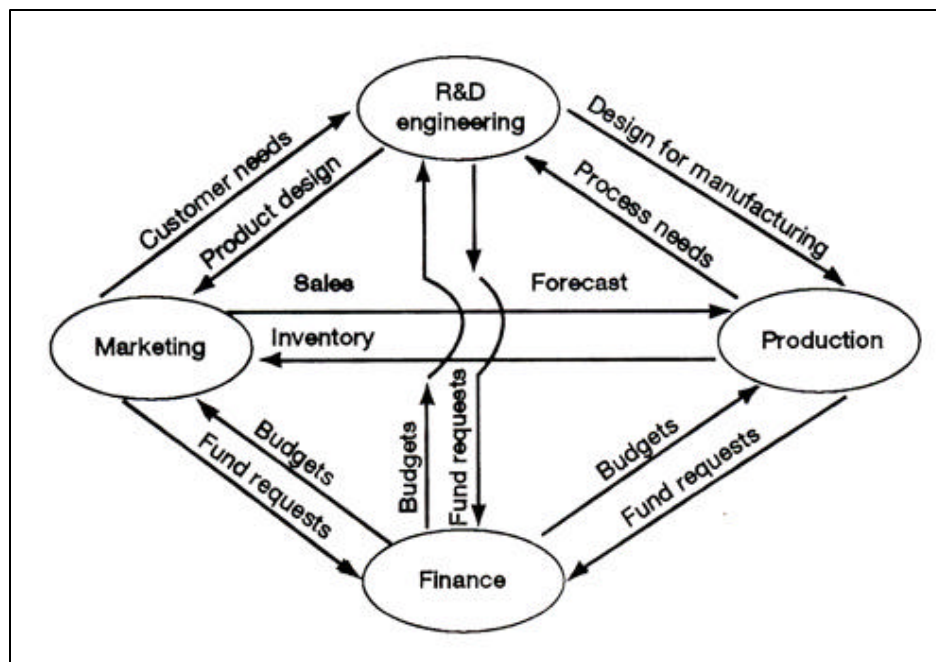 R&D
engineering
Customer needs
Product design
Design for manufacturing
Process needs
Sales
Forecast
Marketing
Inventory
Production
Budgets
Fund requests
Budgets
Fund requests
Budgets
Fund requests
Finance